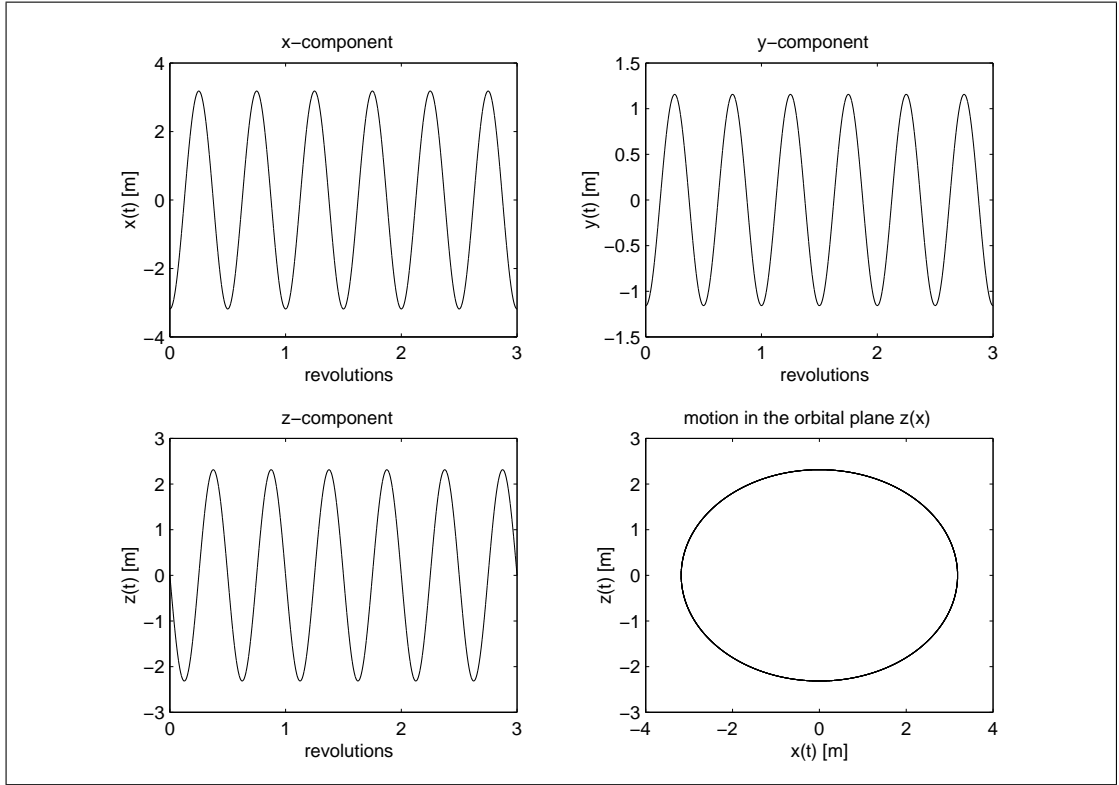 x−component
4
2
0
−2
−4
x(t) [m]
0 1 2 3
revolutions
y−component
1.5
1
0.5
0
−0.5
−1
−1.5
y(t) [m]
0 1 2 3
revolutions
z−component
3
2
1
0
−1
−2
−3
z(t) [m]
0 1 2 3
revolutions
motion in the orbital plane z(x)
3
2
1
0
−1
−2
−3
z(t) [m]
−4 −2 0 2 4
x(t) [m]